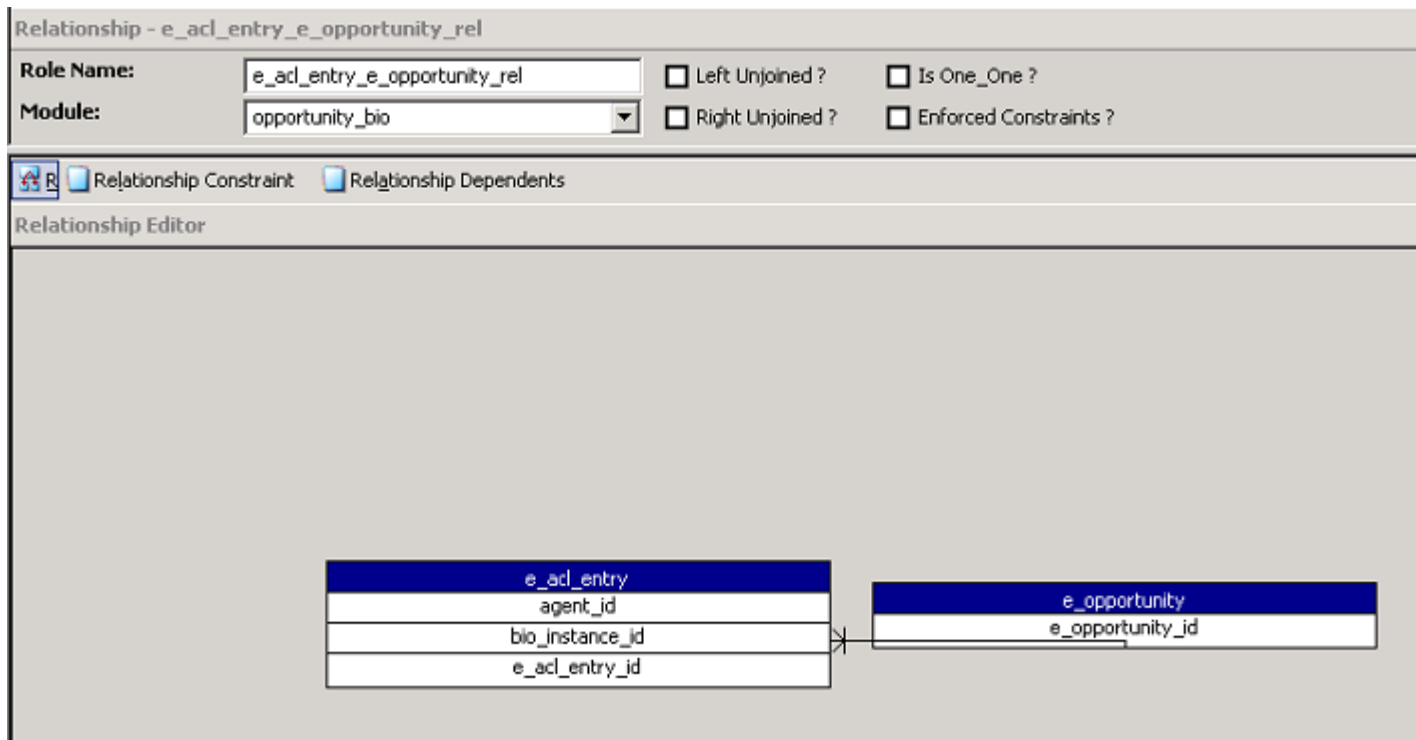 Relationship - e_acl_entry_e_opportunity_rel
Role Name: e_acl_entry_e_opportunity_rel Left Unjoined ? Is One_One ?
Module: opportunity_bio Right Unjoined ? Enforced Constraints ?
R Relationship Constraint Relationship Dependents
Relationship Editor
e_acl_entry
agent_id
bio_instance_id
e_acl_entry_id
e_opportunity
e_opportunity_id